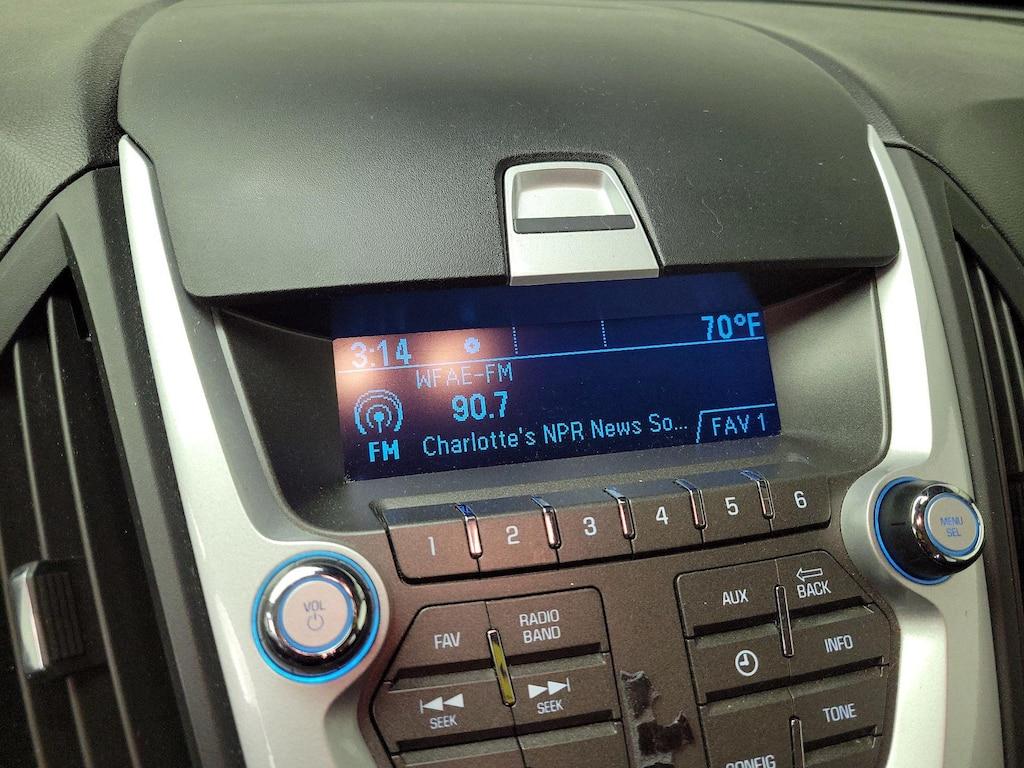 3:14
70°F
WFAE-FM
90.7
FM
Charlotte's NPR News So...
FAV 1
1
2
3
4
5
6
MENU
SEL
VOL
FAV
RADIO
BAND
SEEK
SEEK
AUX
BACK
INFO
TONE
CONFIG